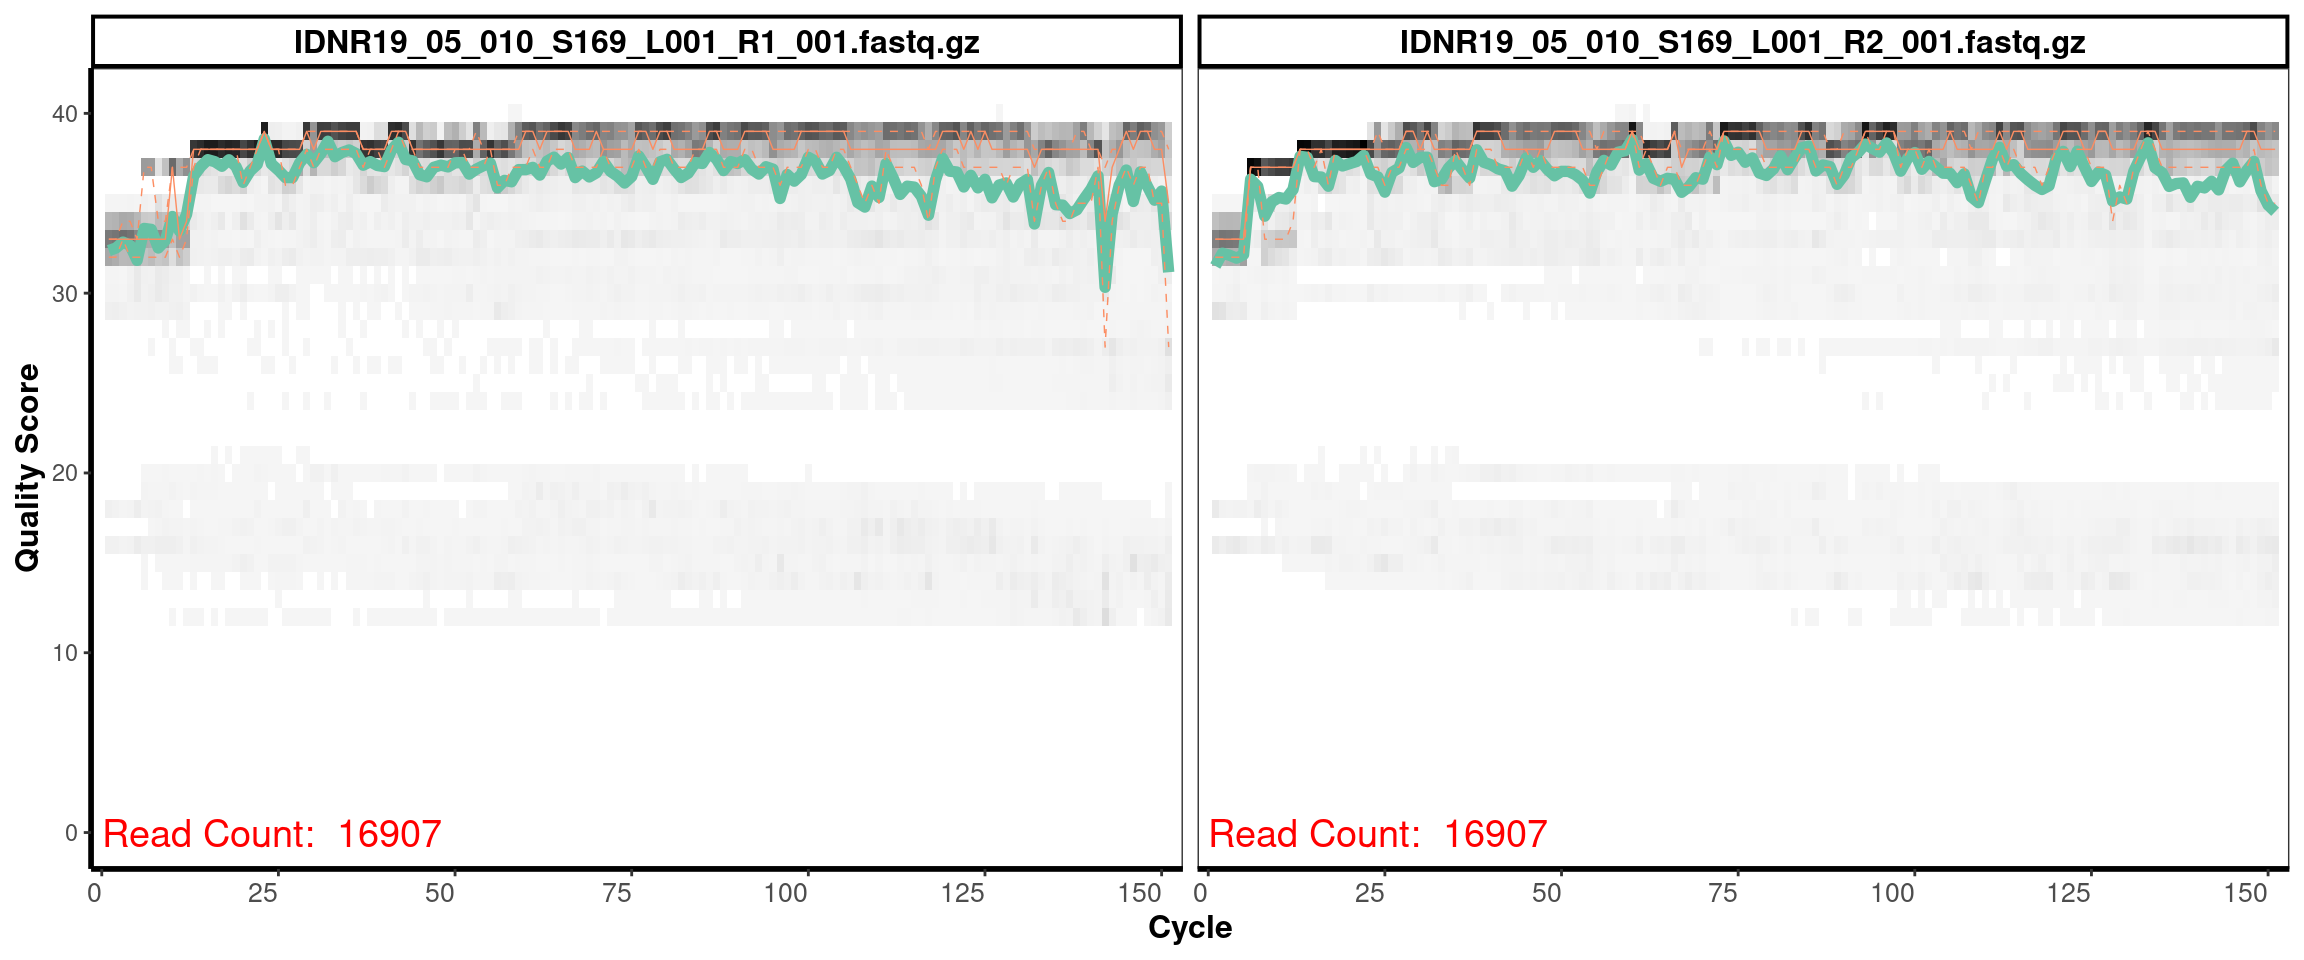 IDNR19_05_010_S169_L001_R1_001.fastq.gz
IDNR19_05_010_S169_L001_R2_001.fastq.gz
Quality Score
40
30
20
10
0
Read Count:  16907
Read Count:  16907
0 25 50 75 100 125 150
0 25 50 75 100 125 150
Cycle